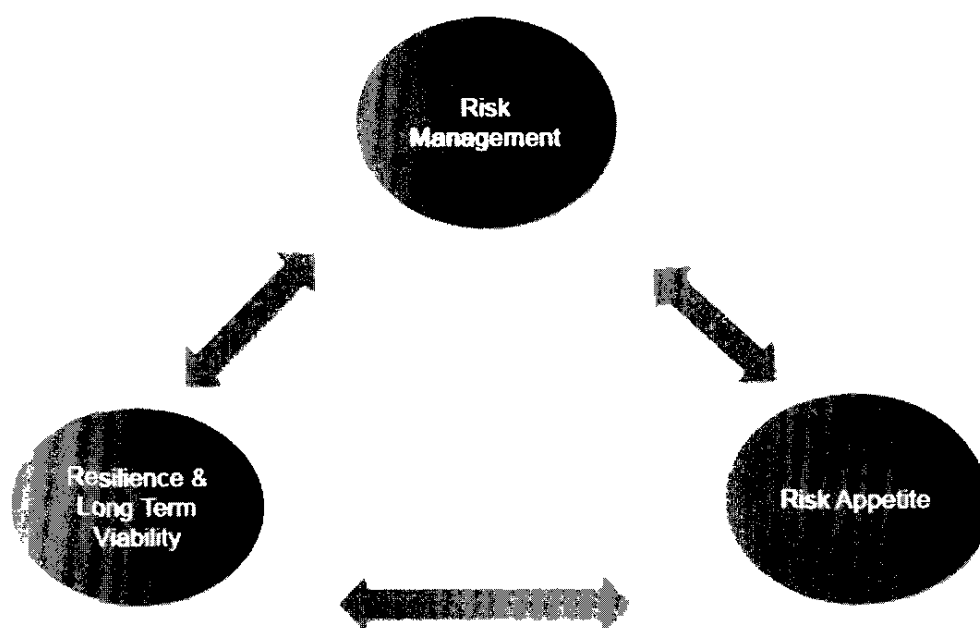 Risk
Management
Resilience &
Long Term
Viability
Risk Appetite